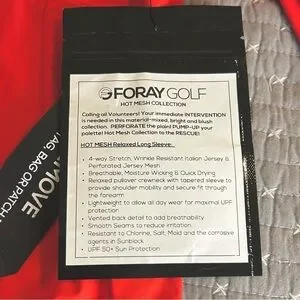 FORAY GOLF
HOT MESH COLLECTION
Calling all Volunteers! Your immediate INTERVENTION
is needed in this material-mixed, bright and blush
collection. PERFORATE the plain! PUMP-UP your
palette! Hot Mesh Collection to the RESCUE!
HOT MESH Relaxed Long Sleeve:
• 4-way Stretch, Wrinkle Resistant Italian Jersey &
Perforated Jersey Mesh
• Breathable, Moisture Wicking & Quick Drying
• Relaxed pullover crewneck with tapered sleeve to
provide shoulder mobility and secure fit through
the forearm
• Lightweight to allow all day wear for maximum UPF
protection
• Vented back detail to add breathability
• Smooth Seams to reduce irritation
• Resistant to Chlorine, Salt, Mold and the corrosive
agents in Sunblock
• UPF 50+ Sun Protection
MOVE
TAG, BAG OR PATCH